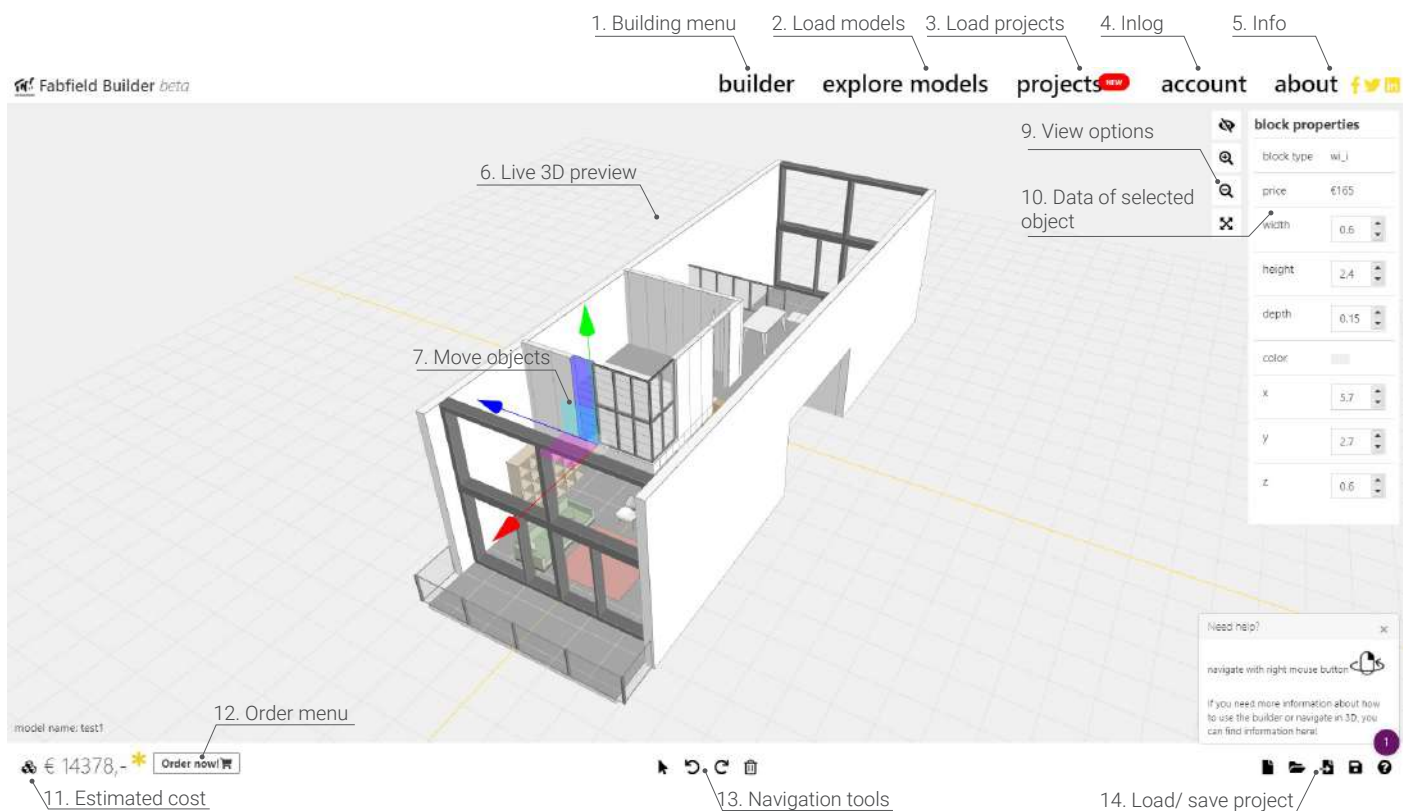 1. Building menu
2. Load models
3. Load projects
4. Inlog
5. Info
Fabfield Builder beta
builder
explore models
projects
NEW
account
about
9. View options
block properties
block type wi_i
6. Live 3D preview
10. Data of selected
object
price €165
width 0.6
height 2.4
depth 0.15
7. Move objects
color
x 5.7
y 2.7
z 0.6
Need help?
navigate with right mouse button
If you need more information about how
to use the builder or navigate in 3D, you
can find information here!
1
model name: test1
12. Order menu
€ 14378,-*
Order now!
11. Estimated cost
13. Navigation tools
14. Load/ save project